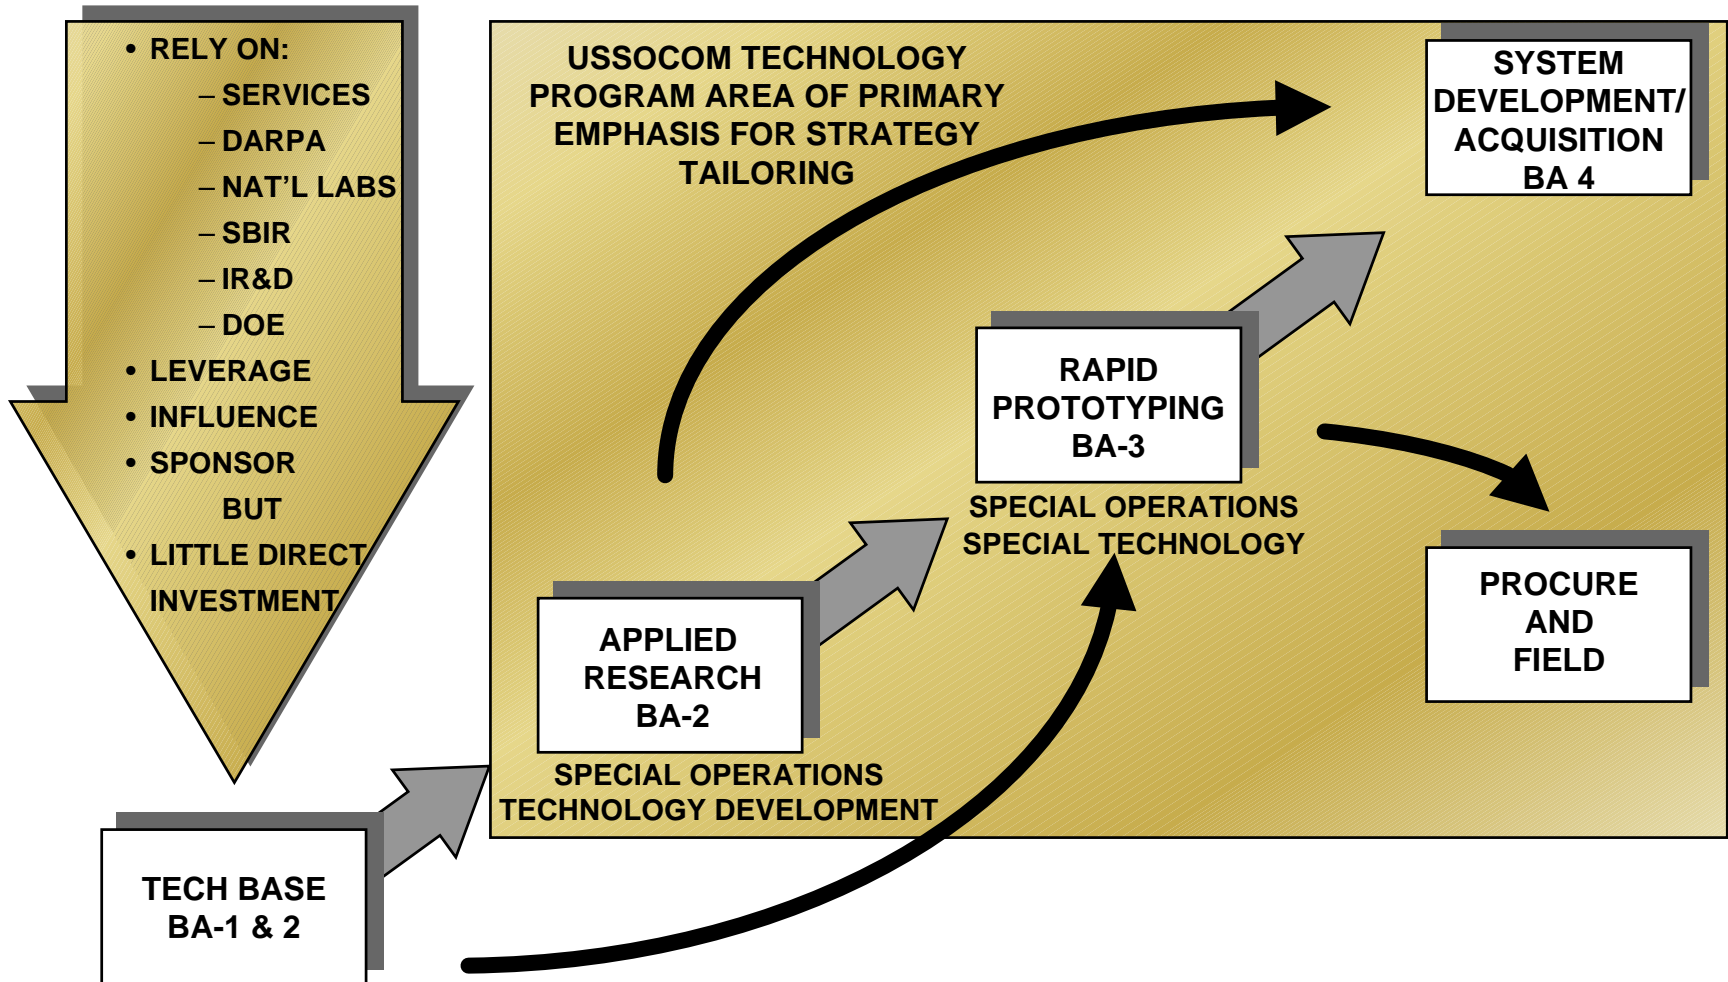 • RELY ON:
– SERVICES
– DARPA
– NAT’L LABS
– SBIR
– IR&D
– DOE
• LEVERAGE
• INFLUENCE
• SPONSOR
BUT
• LITTLE DIRECT
INVESTMENT
TECH BASE
BA-1 & 2
USSOCOM TECHNOLOGY
PROGRAM AREA OF PRIMARY
EMPHASIS FOR STRATEGY
TAILORING
APPLIED
RESEARCH
BA-2
SPECIAL OPERATIONS
TECHNOLOGY DEVELOPMENT
RAPID
PROTOTYPING
BA-3
SPECIAL OPERATIONS
SPECIAL TECHNOLOGY
SYSTEM
DEVELOPMENT/
ACQUISITION
BA 4
PROCURE
AND
FIELD